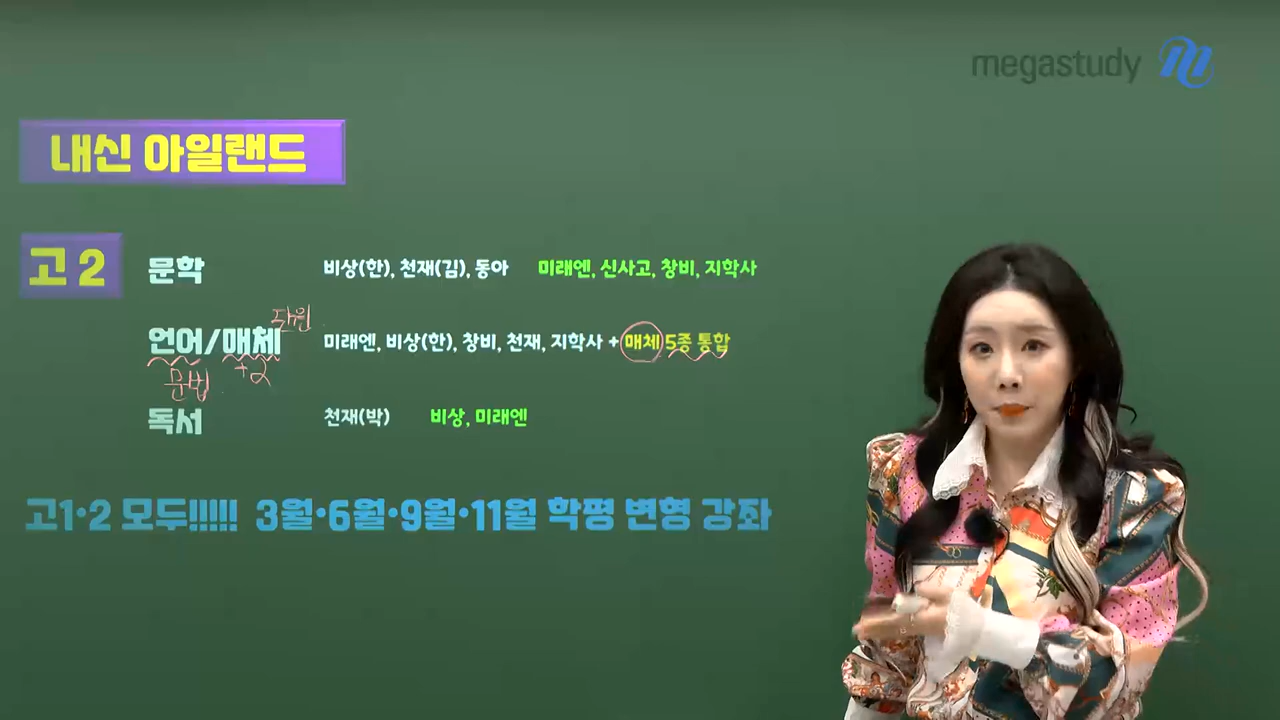 megastudy
내신 아일랜드
고 2 문학 비상(한), 천재(김), 동아 미래엔, 신사고, 창비, 지학사
단원
언어/매체 미래엔, 비상(한), 창비, 천재, 지학사 + 매체 5종 통합
문법 +2
독서 천재(박) 비상, 미래엔
고1·2 모두!!!!! 3월·6월·9월·11월 학평 변형 강좌